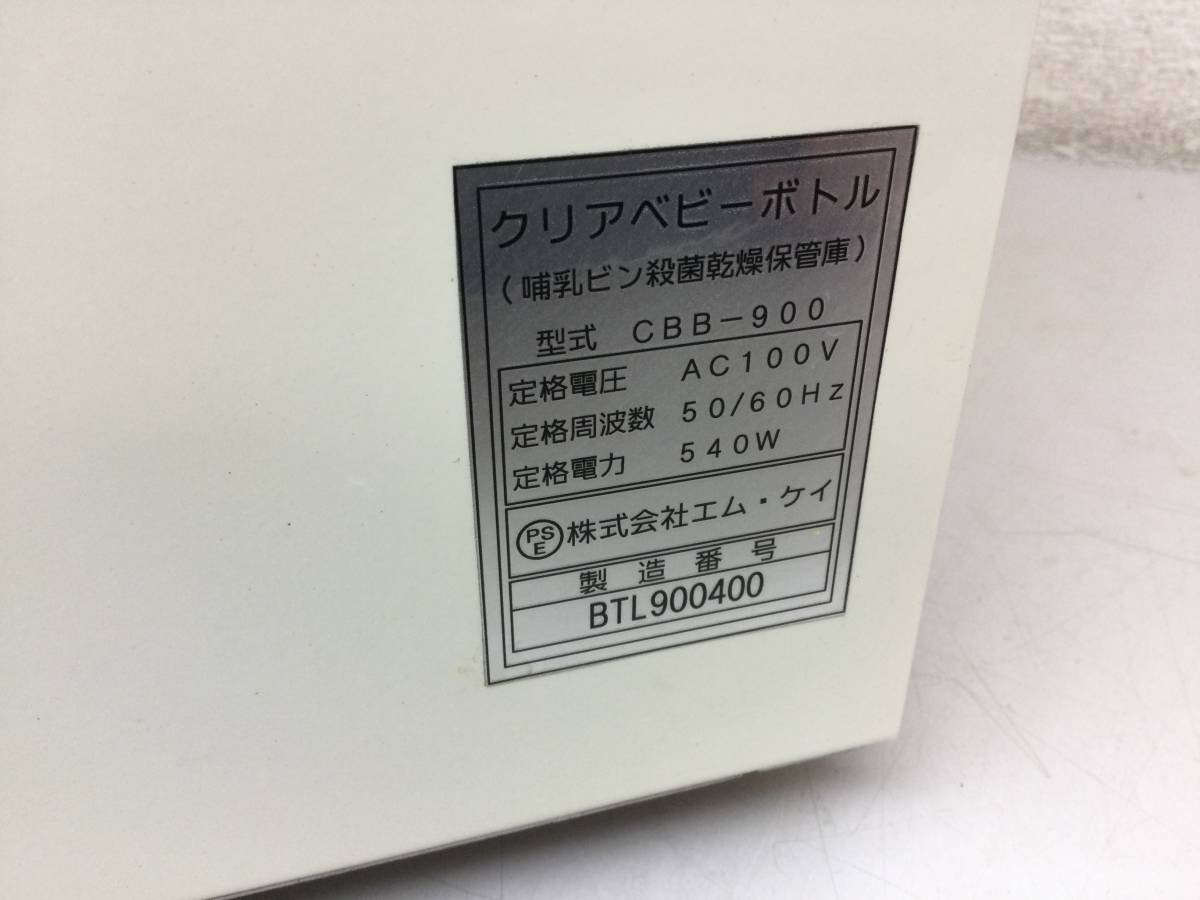 クリアベビーボトル
(哺乳ビン殺菌乾燥保管庫)
型式 CBB-900
定格電圧 AC100V
定格周波数 50/60Hz
定格電力 540W
PSE 株式会社エム・ケイ
製造番号
BTL900400